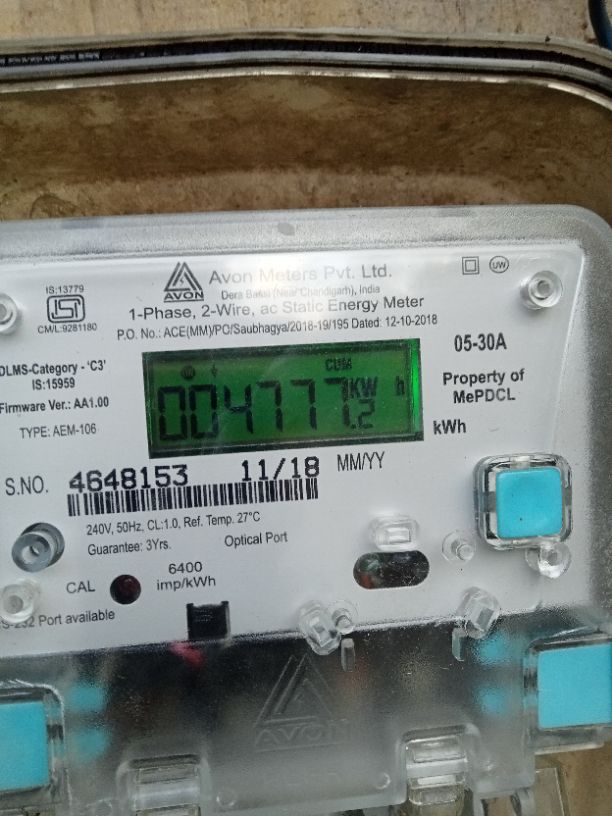 IS:13779
CM/L:9281180
AVON
Avon Meters Pvt. Ltd.
Dera Bassi (Near Chandigarh), India
1-Phase, 2-Wire, ac Static Energy Meter
P.O. No.: ACE(MM)/PO/Saubhagya/2018-19/195 Dated: 12-10-2018
UW
DLMS-Category - 'C3'
IS:15959
Firmware Ver.: AA1.00
TYPE: AEM-106
CUM
004777.2 KW h
05-30A
Property of
MePDCL
kWh
S.NO. 4648153 11/18 MM/YY
240V, 50Hz, CL:1.0, Ref. Temp. 27°C
Guarantee: 3Yrs. Optical Port
CAL
6400
imp/kWh
Port available
AVON